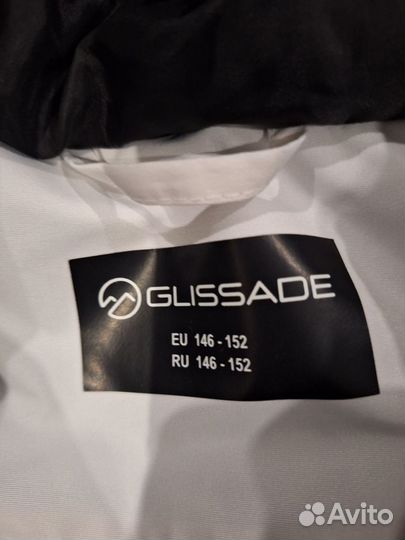 GLISSADE
EU 146 - 152
RU 146 - 152
Avito